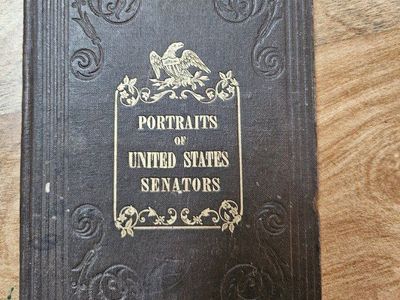 PORTRAITS
OF
UNITED STATES
SENATORS